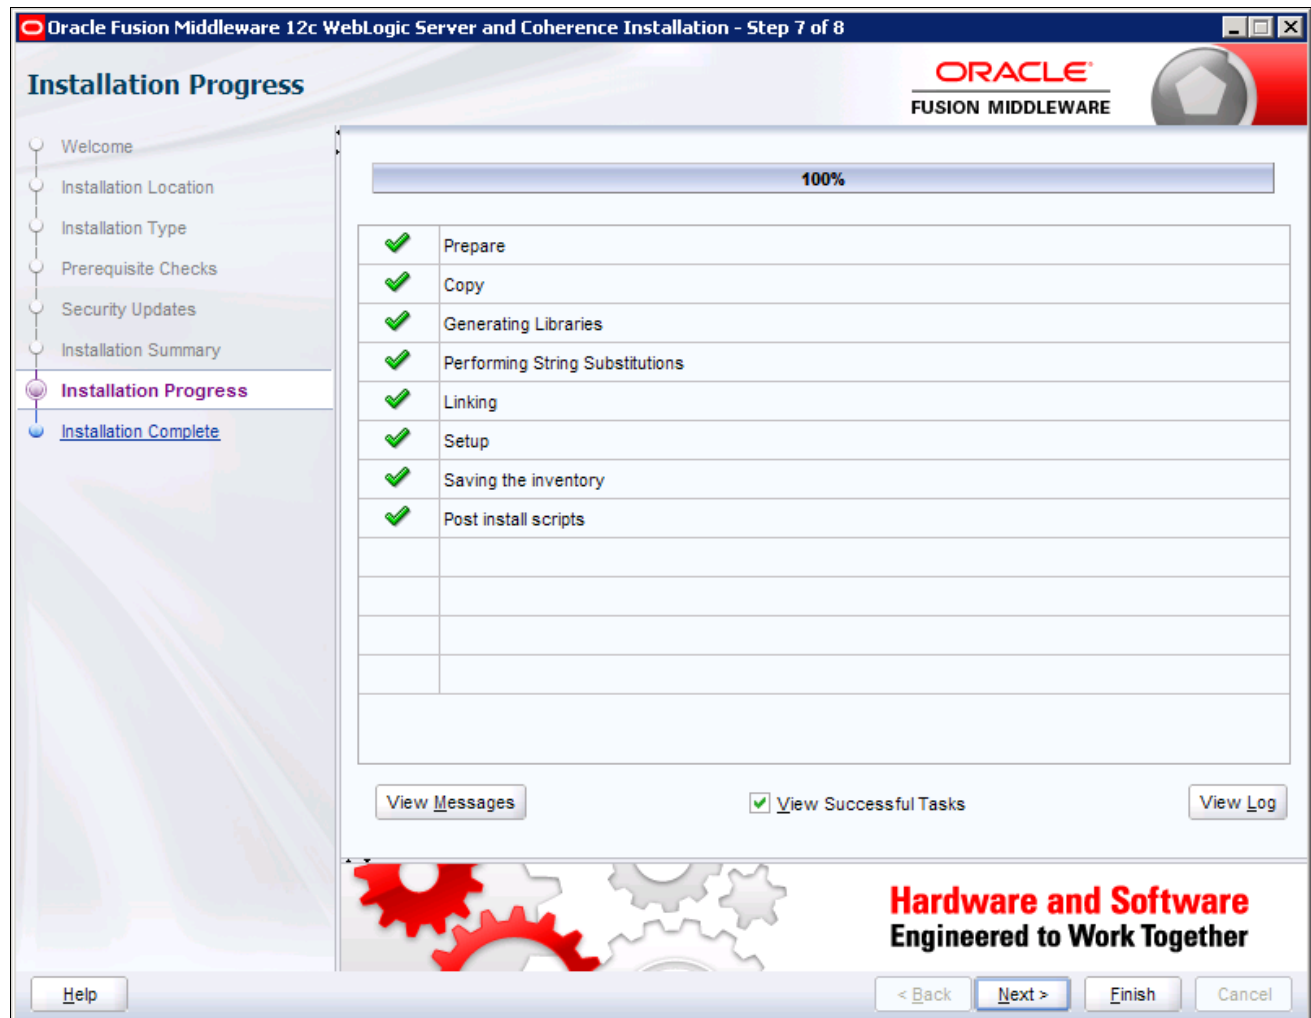 Oracle Fusion Middleware 12c WebLogic Server and Coherence Installation - Step 7 of 8
Installation Progress
ORACLE
FUSION MIDDLEWARE
Welcome
Installation Location
Installation Type
Prerequisite Checks
Security Updates
Installation Summary
Installation Progress
Installation Complete
100%
Prepare
Copy
Generating Libraries
Performing String Substitutions
Linking
Setup
Saving the inventory
Post install scripts
View Messages
View Successful Tasks
View Log
Hardware and Software
Engineered to Work Together
Help
< Back
Next >
Finish
Cancel